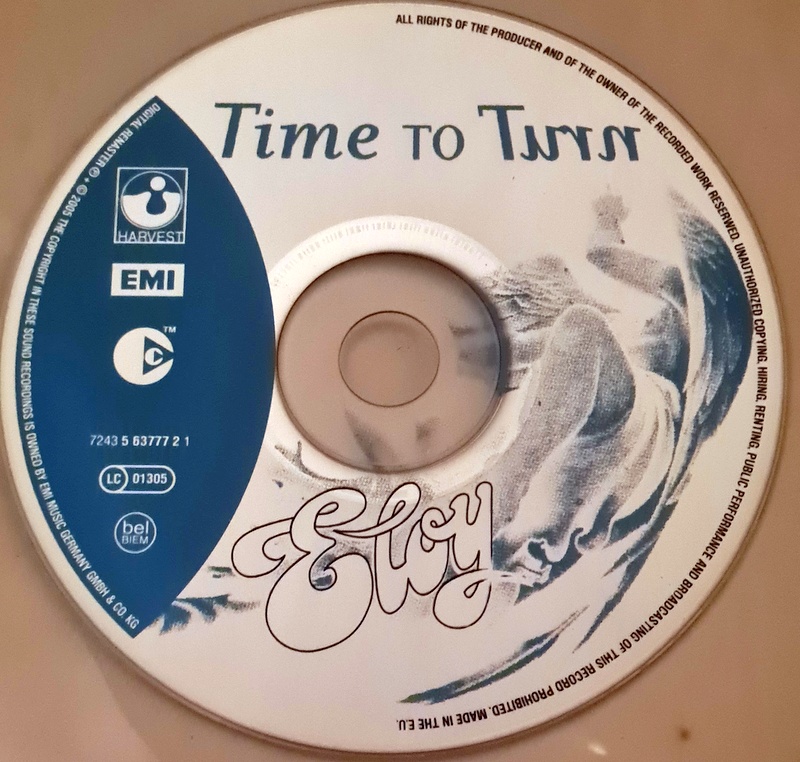 Time to Turn
HARVEST
EMI
C
TM
7243 5 63777 2 1
LC 01305
bel
BIEM
Eloy
DIGITAL REMASTER ℗ + © 2005 THE COPYRIGHT IN THESE SOUND RECORDINGS IS OWNED BY EMI MUSIC GERMANY GMBH & CO. KG
ALL RIGHTS OF THE PRODUCER AND OF THE OWNER OF THE RECORDED WORK RESERVED. UNAUTHORIZED COPYING, HIRING, RENTING, PUBLIC PERFORMANCE AND BROADCASTING OF THIS RECORD PROHIBITED. MADE IN THE E.U.